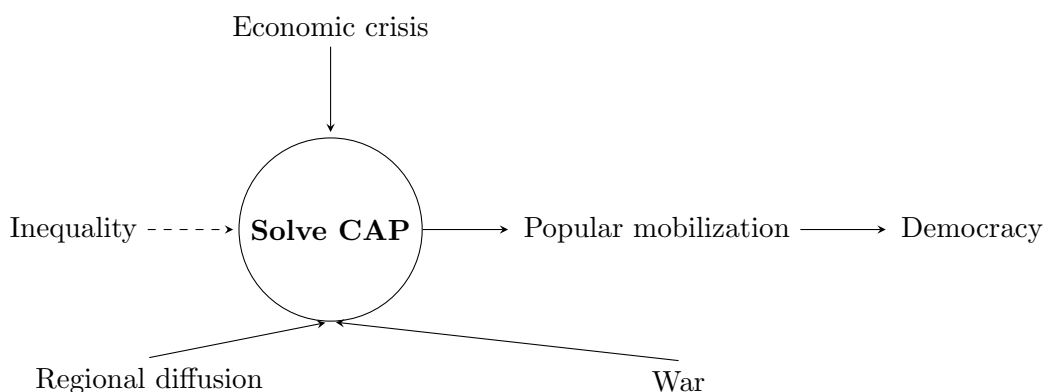 Economic crisis
Inequality
Solve CAP
Popular mobilization
Democracy
Regional diffusion
War